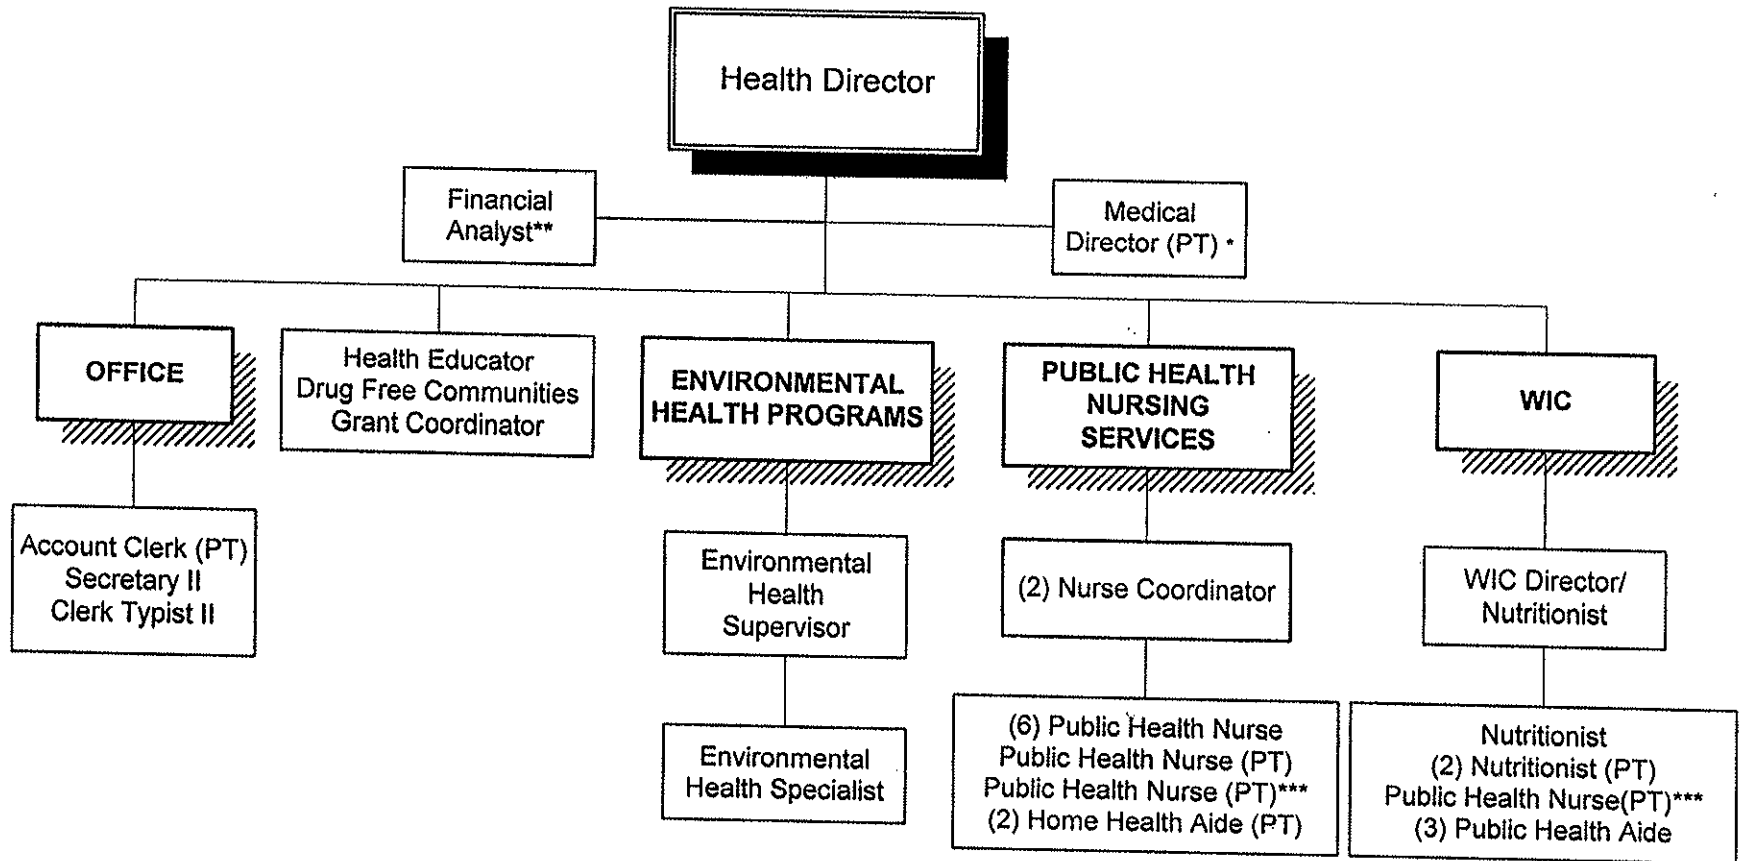 Health Director
Financial
Analyst**
Medical
Director (PT) *
OFFICE
Health Educator
Drug Free Communities
Grant Coordinator
ENVIRONMENTAL
HEALTH PROGRAMS
PUBLIC HEALTH
NURSING
SERVICES
WIC
Account Clerk (PT)
Secretary II
Clerk Typist II
Environmental
Health
Supervisor
(2) Nurse Coordinator
WIC Director/
Nutritionist
Environmental
Health Specialist
(6) Public Health Nurse
Public Health Nurse (PT)
Public Health Nurse (PT)***
(2) Home Health Aide (PT)
Nutritionist
(2) Nutritionist (PT)
Public Health Nurse(PT)***
(3) Public Health Aide